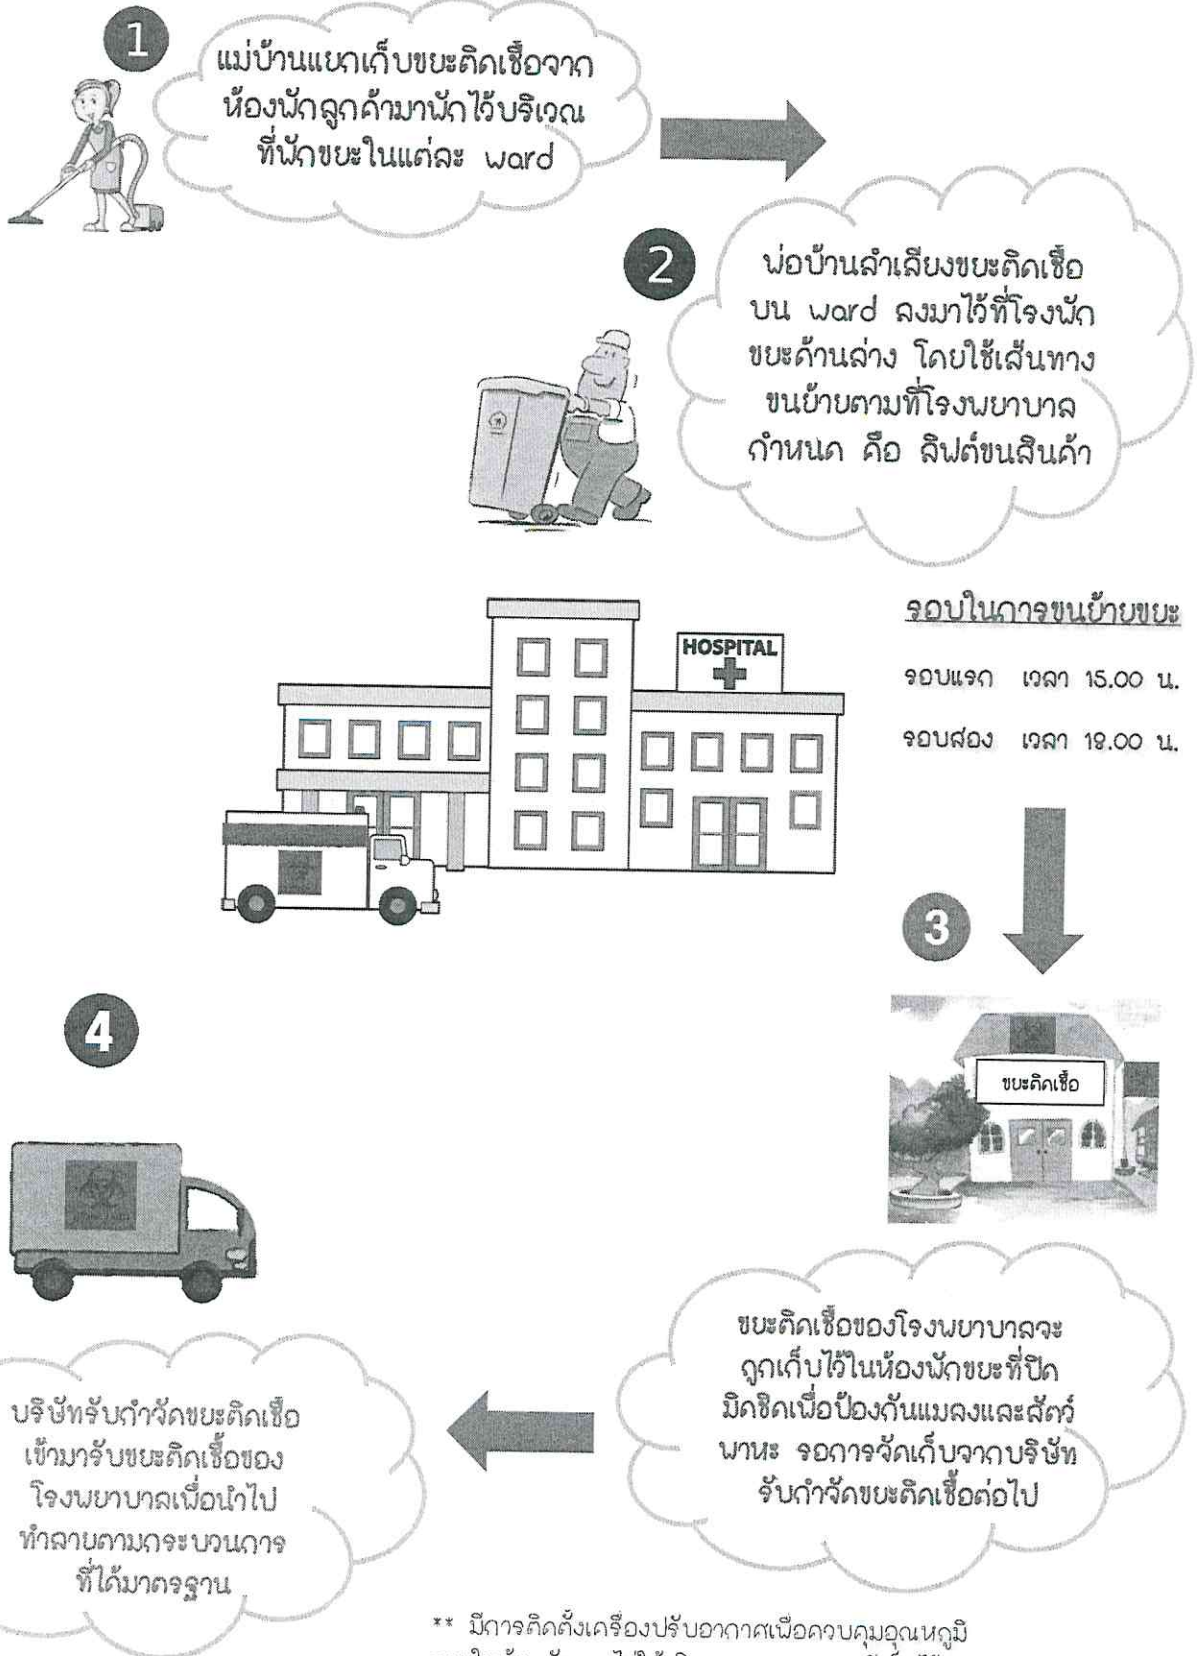 1
แม่บ้านแยกเก็บขยะติดเชื้อจาก
ห้องพักลูกค้ามาพักไว้บริเวณ
ที่พักขยะในแต่ละ ward
2
พ่อบ้านลำเลียงขยะติดเชื้อ
บน ward ลงมาไว้ที่โรงพัก
ขยะด้านล่าง โดยใช้เส้นทาง
ขนย้ายตามที่โรงพยาบาล
กำหนด คือ ลิฟต์ขนสินค้า
HOSPITAL
รอบในการขนย้ายขยะ
รอบแรก เวลา 15.00 น.
รอบสอง เวลา 18.00 น.
3
ขยะติดเชื้อ
ขยะติดเชื้อของโรงพยาบาลจะ
ถูกเก็บไว้ในห้องพักขยะที่ปิด
มิดชิดเพื่อป้องกันแมลงและสัตว์
พาหะ รอการจัดเก็บจากบริษัท
รับกำจัดขยะติดเชื้อต่อไป
4
บริษัทรับกำจัดขยะติดเชื้อ
เข้ามารับขยะติดเชื้อของ
โรงพยาบาลเพื่อนำไป
ทำลายตามกระบวนการ
ที่ได้มาตรฐาน
** มีการติดตั้งเครื่องปรับอากาศเพื่อควบคุมอุณหภูมิ